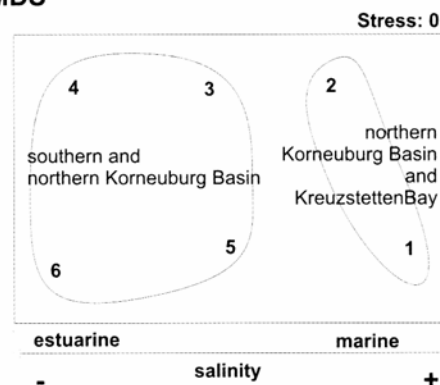 MDS
Stress: 0
4
3
2
southern and
northern Korneuburg Basin
northern
Korneuburg Basin
and
KreuzstettenBay
5
1
6
estuarine
marine
salinity
-
+